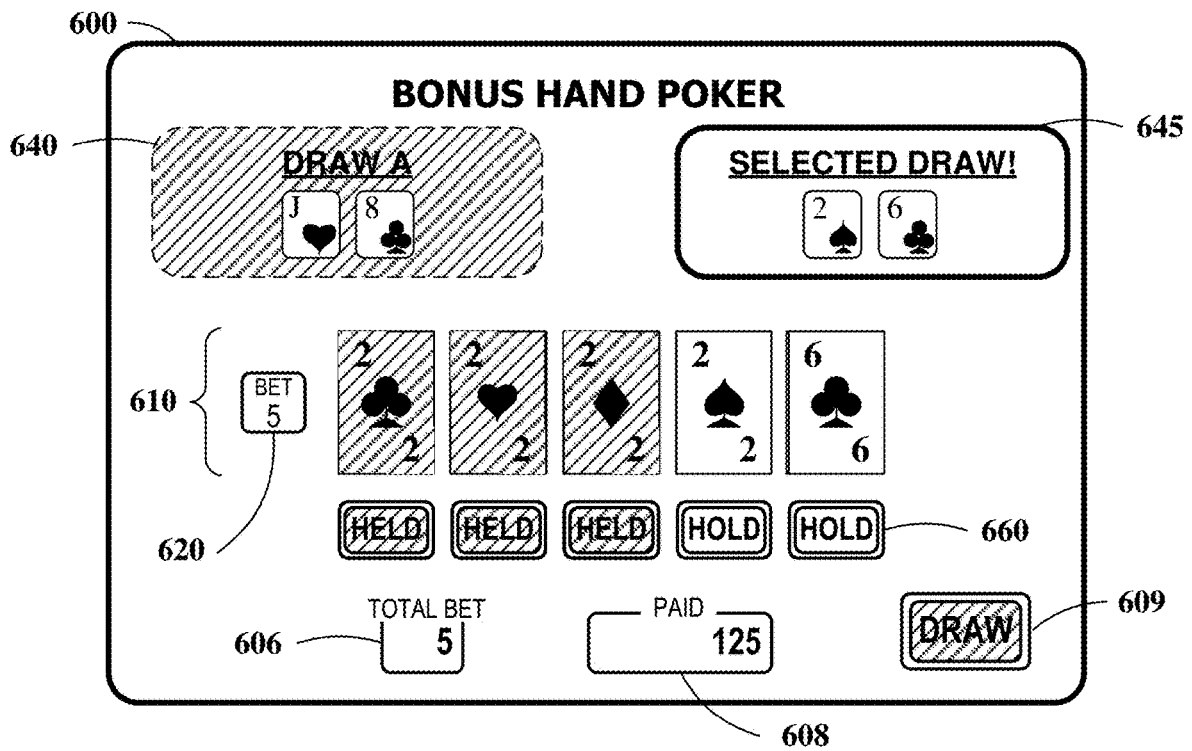 600
BONUS HAND POKER
640
DRAW A
J 8
SELECTED DRAW!
2 6
645
610
BET
5
2 2 2 2 6
2 2 2 2 6
620
HELD HELD HELD HOLD HOLD
660
TOTAL BET
5
606
PAID
125
608
DRAW
609